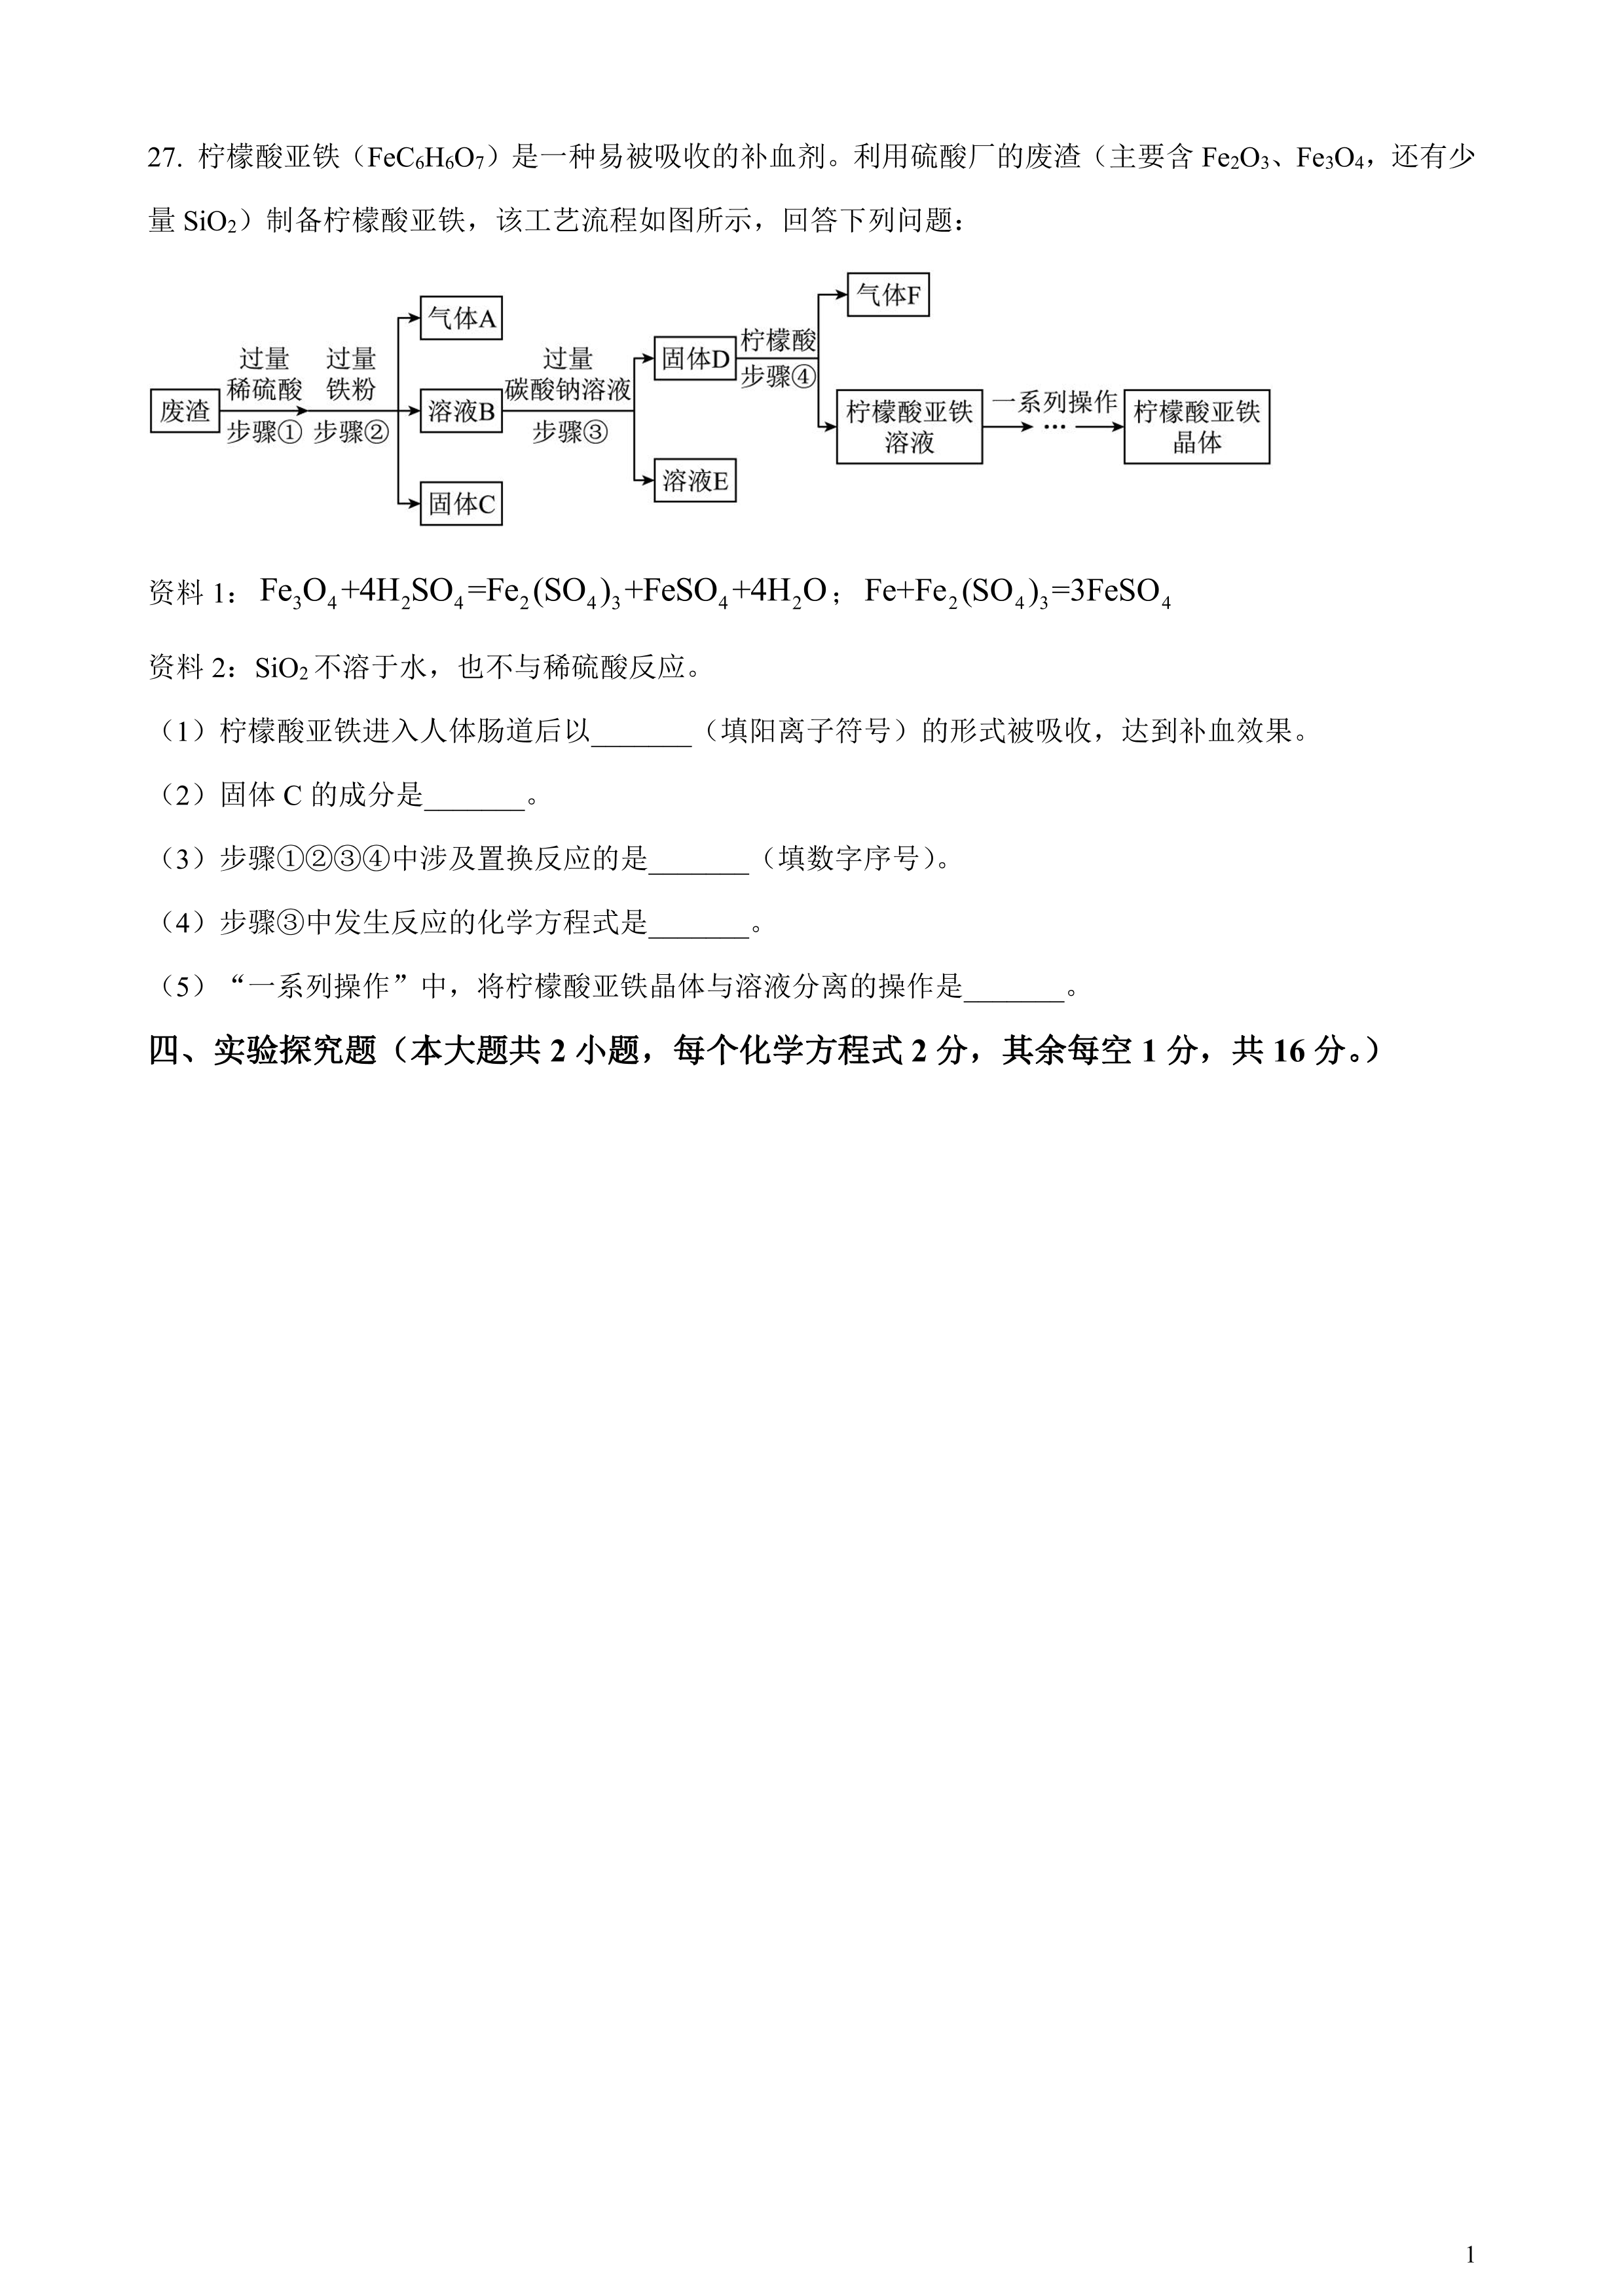 27. 柠檬酸亚铁（FeC₆H₆O₇）是一种易被吸收的补血剂。利用硫酸厂的废渣（主要含 Fe₂O₃、Fe₃O₄，还有少
量 SiO₂）制备柠檬酸亚铁，该工艺流程如图所示，回答下列问题：
废渣
过量
稀硫酸
步骤①
过量
铁粉
步骤②
气体A
溶液B
固体C
过量
碳酸钠溶液
步骤③
固体D
溶液E
柠檬酸
步骤④
气体F
柠檬酸亚铁
溶液
一系列操作
…
柠檬酸亚铁
晶体
资料 1：Fe₃O₄+4H₂SO₄=Fe₂(SO₄)₃+FeSO₄+4H₂O；Fe+Fe₂(SO₄)₃=3FeSO₄
资料 2：SiO₂ 不溶于水，也不与稀硫酸反应。
（1）柠檬酸亚铁进入人体肠道后以_______（填阳离子符号）的形式被吸收，达到补血效果。
（2）固体 C 的成分是_______。
（3）步骤①②③④中涉及置换反应的是_______（填数字序号）。
（4）步骤③中发生反应的化学方程式是_______。
（5）“一系列操作”中，将柠檬酸亚铁晶体与溶液分离的操作是_______。
四、实验探究题（本大题共 2 小题，每个化学方程式 2 分，其余每空 1 分，共 16 分。）
1